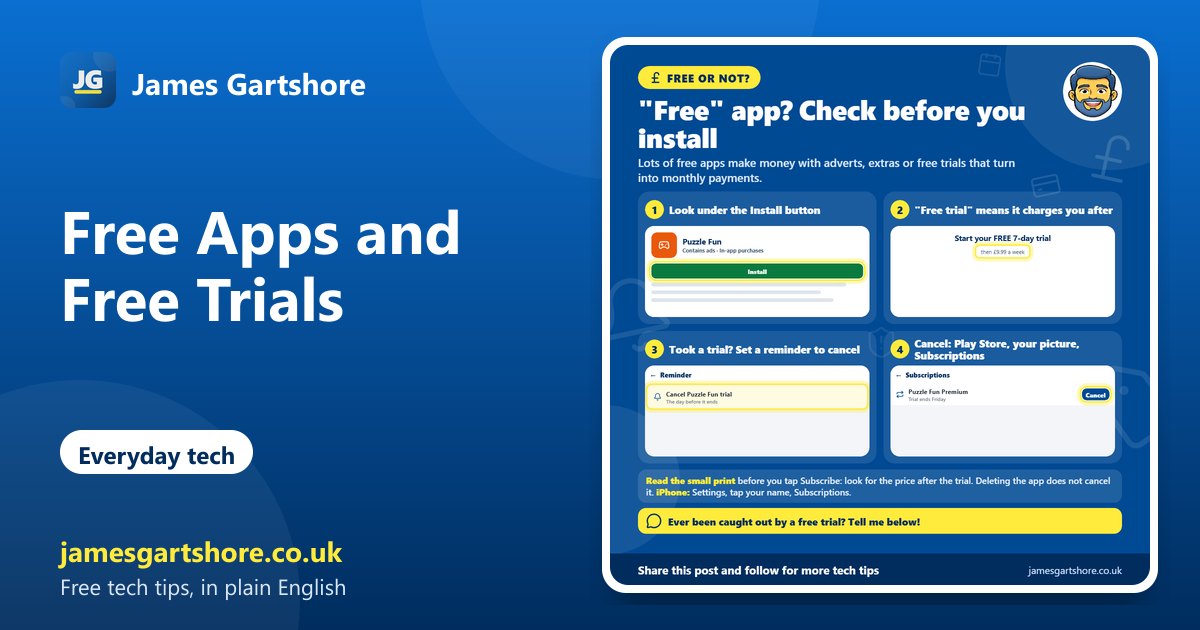 JG
James Gartshore
Free Apps and
Free Trials
Everyday tech
jamesgartshore.co.uk
Free tech tips, in plain English
£ FREE OR NOT?
"Free" app? Check before you
install
Lots of free apps make money with adverts, extras or free trials that turn
into monthly payments.
1 Look under the Install button
Puzzle Fun
Contains ads · In-app purchases
Install
2 "Free trial" means it charges you after
Start your FREE 7-day trial
then £9.99 a week
3 Took a trial? Set a reminder to cancel
← Reminder
Cancel Puzzle Fun trial
The day before it ends
4 Cancel: Play Store, your picture,
Subscriptions
← Subscriptions
Puzzle Fun Premium
Trial ends Friday
Cancel
Read the small print before you tap Subscribe: look for the price after the trial. Deleting the app does not cancel
it. iPhone: Settings, tap your name, Subscriptions.
Ever been caught out by a free trial? Tell me below!
Share this post and follow for more tech tips
jamesgartshore.co.uk